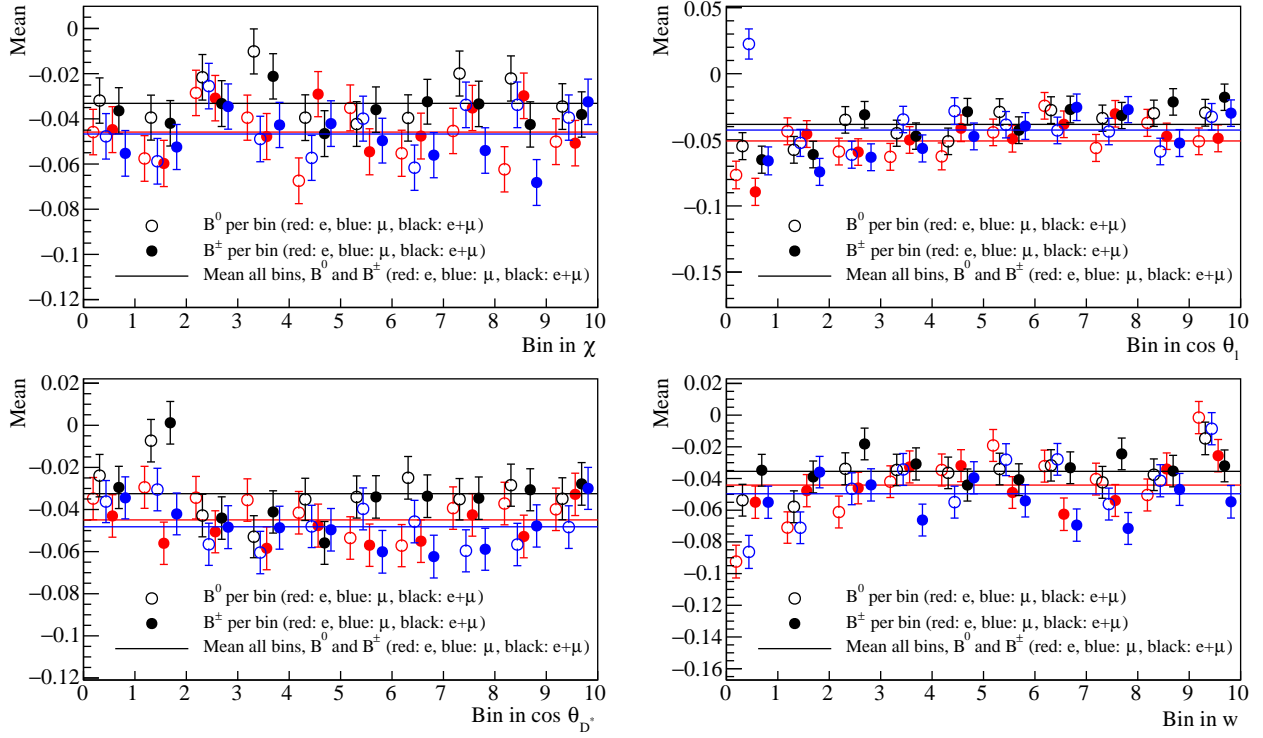 Mean
0
−0.02
−0.04
−0.06
−0.08
−0.1
−0.12
B⁰ per bin (red: e, blue: μ, black: e+μ)
B± per bin (red: e, blue: μ, black: e+μ)
Mean all bins, B⁰ and B± (red: e, blue: μ, black: e+μ)
0 1 2 3 4 5 6 7 8 9 10
Bin in χ
Mean
0.05
0
−0.05
−0.1
−0.15
B⁰ per bin (red: e, blue: μ, black: e+μ)
B± per bin (red: e, blue: μ, black: e+μ)
Mean all bins, B⁰ and B± (red: e, blue: μ, black: e+μ)
0 1 2 3 4 5 6 7 8 9 10
Bin in cos θ_l
Mean
0.02
0
−0.02
−0.04
−0.06
−0.08
−0.1
−0.12
B⁰ per bin (red: e, blue: μ, black: e+μ)
B± per bin (red: e, blue: μ, black: e+μ)
Mean all bins, B⁰ and B± (red: e, blue: μ, black: e+μ)
0 1 2 3 4 5 6 7 8 9 10
Bin in cos θ_D*
Mean
0.02
0
−0.02
−0.04
−0.06
−0.08
−0.1
−0.12
−0.14
−0.16
B⁰ per bin (red: e, blue: μ, black: e+μ)
B± per bin (red: e, blue: μ, black: e+μ)
Mean all bins, B⁰ and B± (red: e, blue: μ, black: e+μ)
0 1 2 3 4 5 6 7 8 9 10
Bin in w